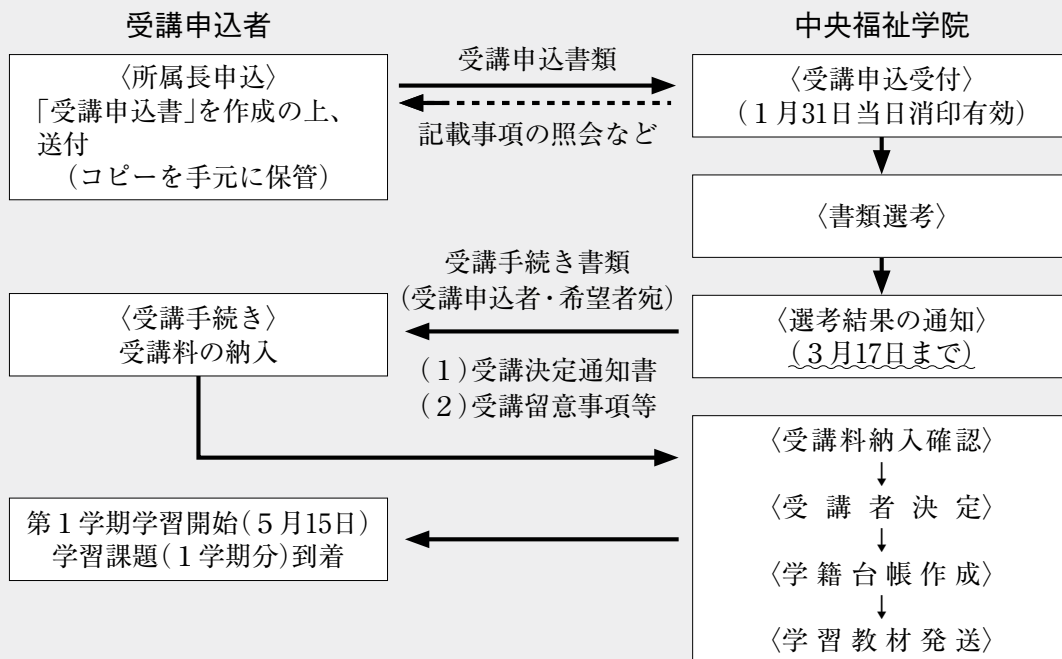 受講申込者
中央福祉学院
〈所属長申込〉
「受講申込書」を作成の上、
送付
（コピーを手元に保管）
受講申込書類
記載事項の照会など
〈受講申込受付〉
（１月31日当日消印有効）
〈書類選考〉
受講手続き書類
（受講申込者・希望者宛）
〈選考結果の通知〉
（３月17日まで）
〈受講手続き〉
受講料の納入
（１）受講決定通知書
（２）受講留意事項等
〈受講料納入確認〉
↓
〈受講者決定〉
↓
〈学籍台帳作成〉
↓
〈学習教材発送〉
第１学期学習開始（５月15日）
学習課題（１学期分）到着